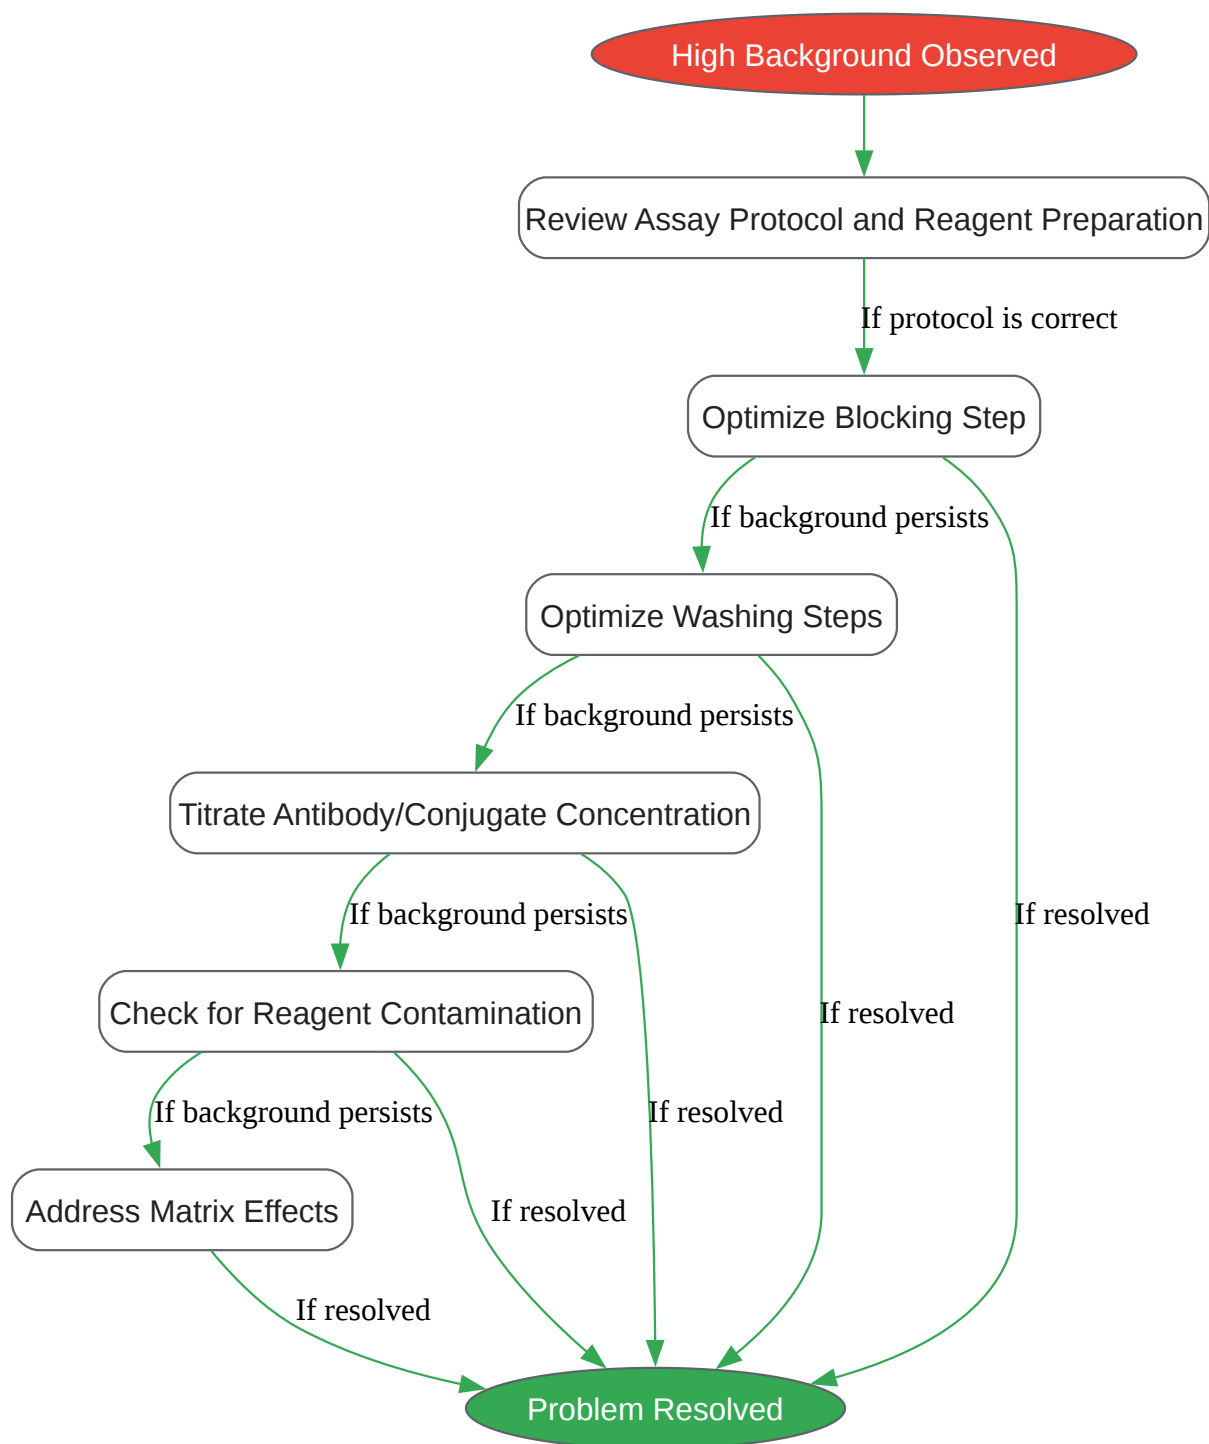 High Background Observed
Review Assay Protocol and Reagent Preparation
If protocol is correct
Optimize Blocking Step
If background persists
Optimize Washing Steps
If background persists
Titrate Antibody/Conjugate Concentration
If background persists
If resolved
Check for Reagent Contamination
If resolved
If background persists
If resolved
Address Matrix Effects
If resolved
If resolved
Problem Resolved